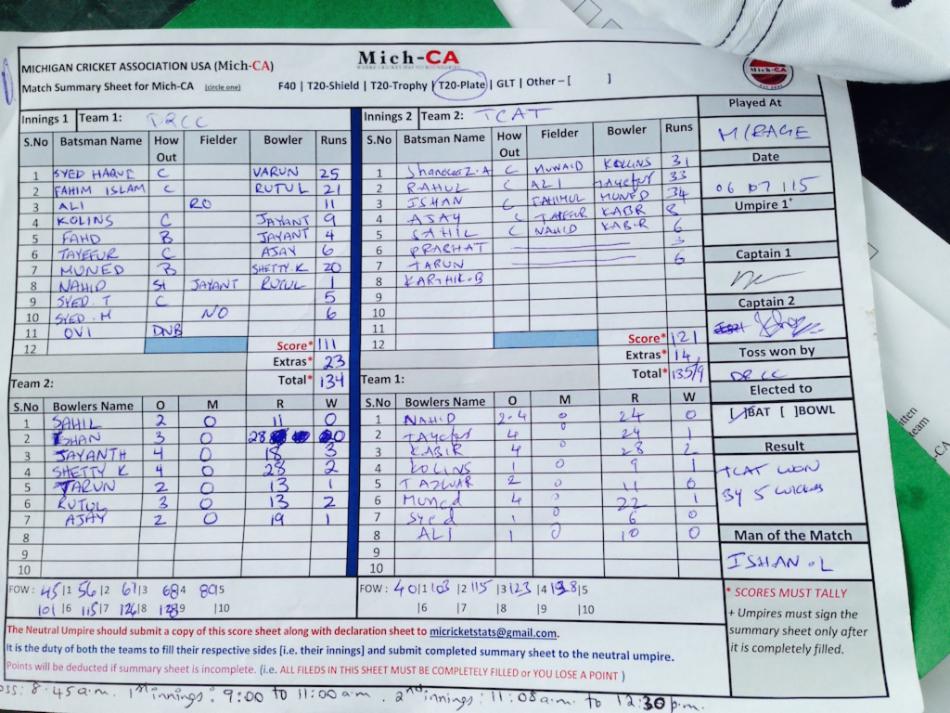 MICHIGAN CRICKET ASSOCIATION USA (Mich-CA)
Mich-CA
Match Summary Sheet for Mich-CA (circle one) F40 | T20-Shield | T20-Trophy | T20-Plate | GLT | Other – [ ]
Innings 1 Team 1: DRCC
S.No Batsman Name How Out Fielder Bowler Runs
1 SYED HAQUE C VARUN 25
2 FAHIM ISLAM C RUTUL 21
3 ALI RO 11
4 KOLINS C JAYANT 9
5 FAHD B JAYANT 4
6 TAYEFUR C AJAY 6
7 MUNED B SHETTY.K 20
8 NAHID St JAYANT RUTUL 1
9 SYED.T C 5
10 SYED.M NO 6
11 OVI DNB
12
Score* 111
Extras* 23
Total* 134
Innings 2 Team 2: TCAT
S.No Batsman Name How Out Fielder Bowler Runs
1 C MUNAID KOLLINS 31
2 RAHUL C ALI 33
3 ISHAN C FAHIMUL MUNED 34
4 AJAY C TAYEFUR KABR 8
5 SAHIL C NAHID KABIR 6
6 PRABHAT 3
7 TARUN 6
8 KARTHIK.B
9
10
11
12
Score* 121
Extras* 14
Total* 135/9
Team 2:
S.No Bowlers Name O M R W
1 SAHIL 2 0 11 0
2 ISHAN 3 0 28 0
3 JAYANTH 4 0 18 3
4 SHETTY K 4 0 28 2
5 TARUN 2 0 13 1
6 RUTUL 3 0 13 2
7 AJAY 2 0 19 1
8
9
10
Team 1:
S.No Bowlers Name O M R W
1 NAHID 2-4 0 24 0
2 TAYEFUR 4 0 24 1
3 KABIR 4 0 28 2
4 KOLINS 1 0 9 1
5 TAZWAR 2 0 11 0
6 Muned 4 0 22 1
7 Syed 1 0 6 0
8 ALI 1 0 10 0
9
10
FOW: 45|1 56|2 67|3 68|4 80|5
101|6 115|7 126|8 128|9 |10
FOW: 40|1 103|2 115|3 123|4 |5
|6 |7 |8 |9 |10
Played At
MIRAGE
Date
06 07 115
Umpire 1+
Captain 1
Captain 2
Toss won by
DRCC
Elected to
[✓]BAT [ ]BOWL
Result
TCAT WON
BY 5 WICKETS
Man of the Match
ISHAN.L
* SCORES MUST TALLY
+ Umpires must sign the
summary sheet only after
it is completely filled.
The Neutral Umpire should submit a copy of this score sheet along with declaration sheet to micricketstats@gmail.com.
It is the duty of both the teams to fill their respective sides [i.e. their innings] and submit completed summary sheet to the neutral umpire.
Points will be deducted if summary sheet is incomplete. (i.e. ALL FILEDS IN THIS SHEET MUST BE COMPLETELY FILLED or YOU LOSE A POINT )
oss: 8.45a.m. 1st innings: 9:00 to 11:00 am. 2nd innings: 11:08am to 12:30 p.m.
itten
team
-CA